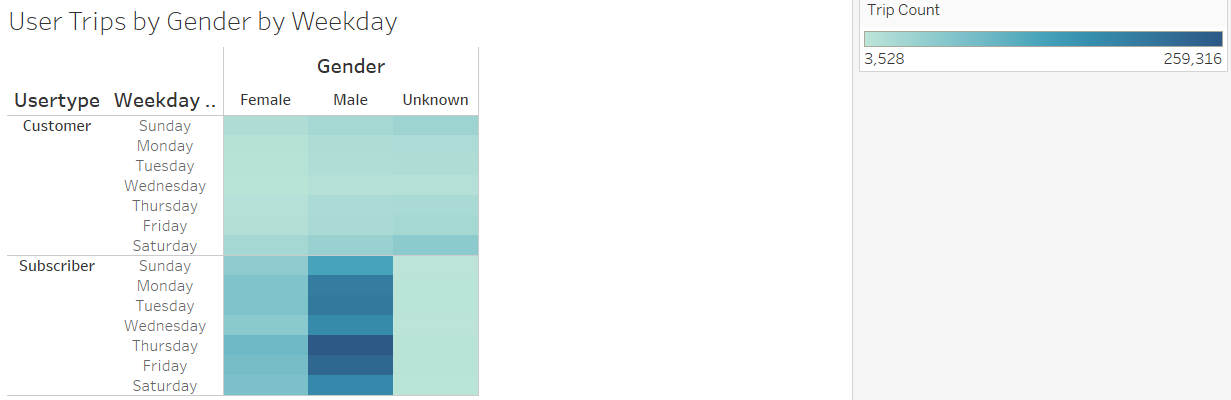 User Trips by Gender by Weekday
Trip Count
3,528 259,316
Gender
Usertype Weekday .. Female Male Unknown
Customer Sunday
Monday
Tuesday
Wednesday
Thursday
Friday
Saturday
Subscriber Sunday
Monday
Tuesday
Wednesday
Thursday
Friday
Saturday